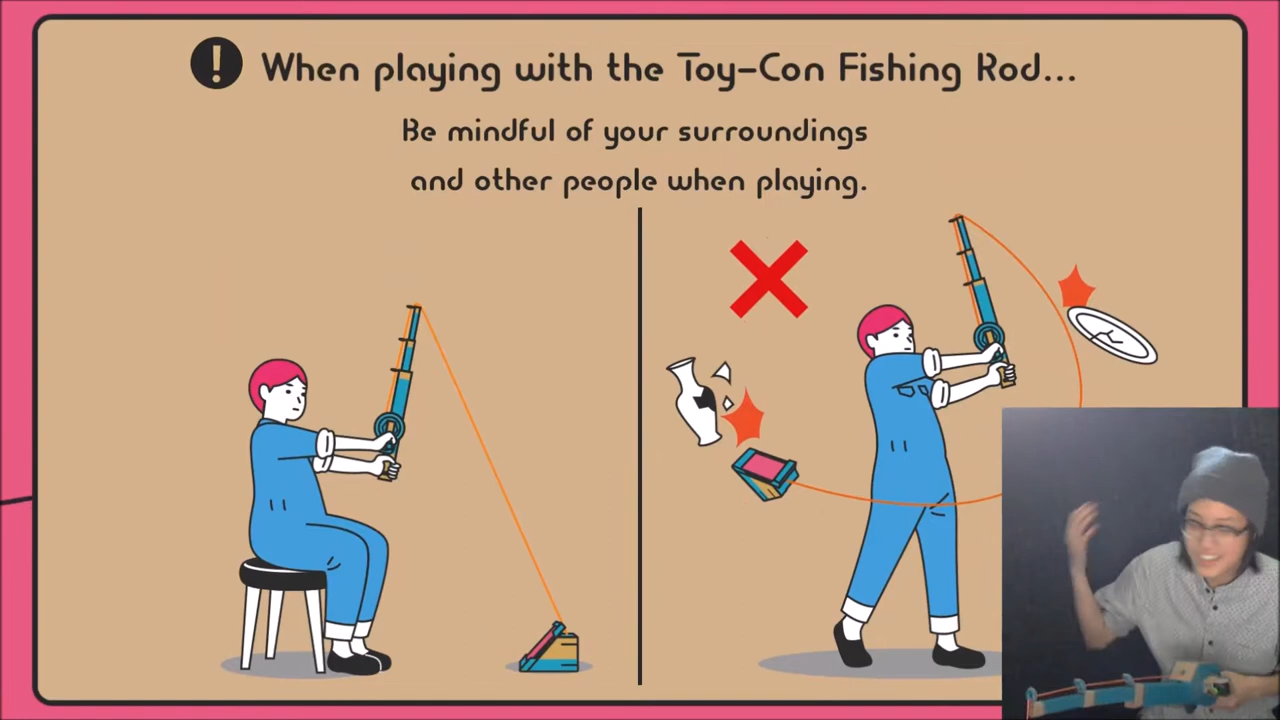 ! When playing with the Toy-Con Fishing Rod...
Be mindful of your surroundings
and other people when playing.